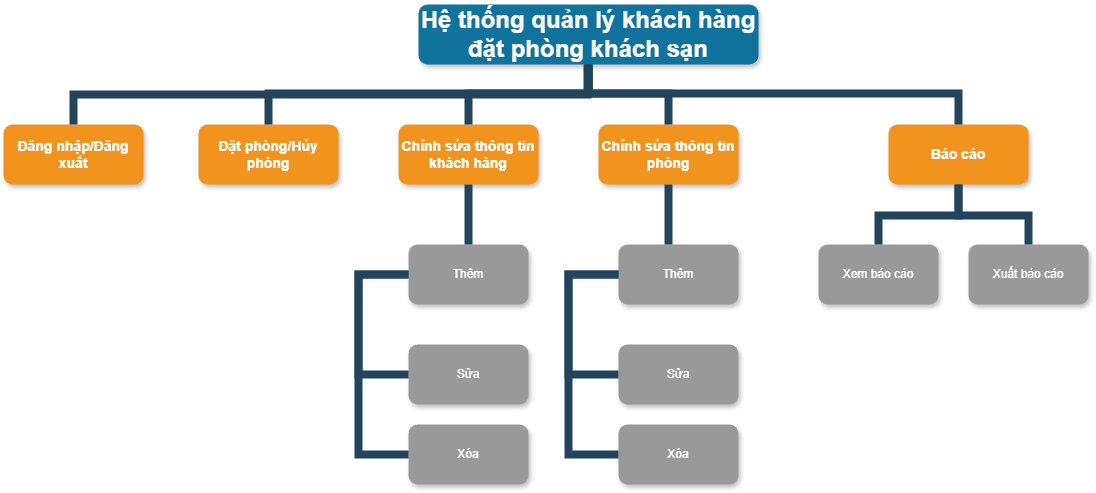 Hệ thống quản lý khách hàng
đặt phòng khách sạn
Đăng nhập/Đăng
xuất
Đặt phòng/Hủy
phòng
Chỉnh sửa thông tin
khách hàng
Chỉnh sửa thông tin
phòng
Báo cáo
Thêm
Sửa
Xóa
Thêm
Sửa
Xóa
Xem báo cáo
Xuất báo cáo